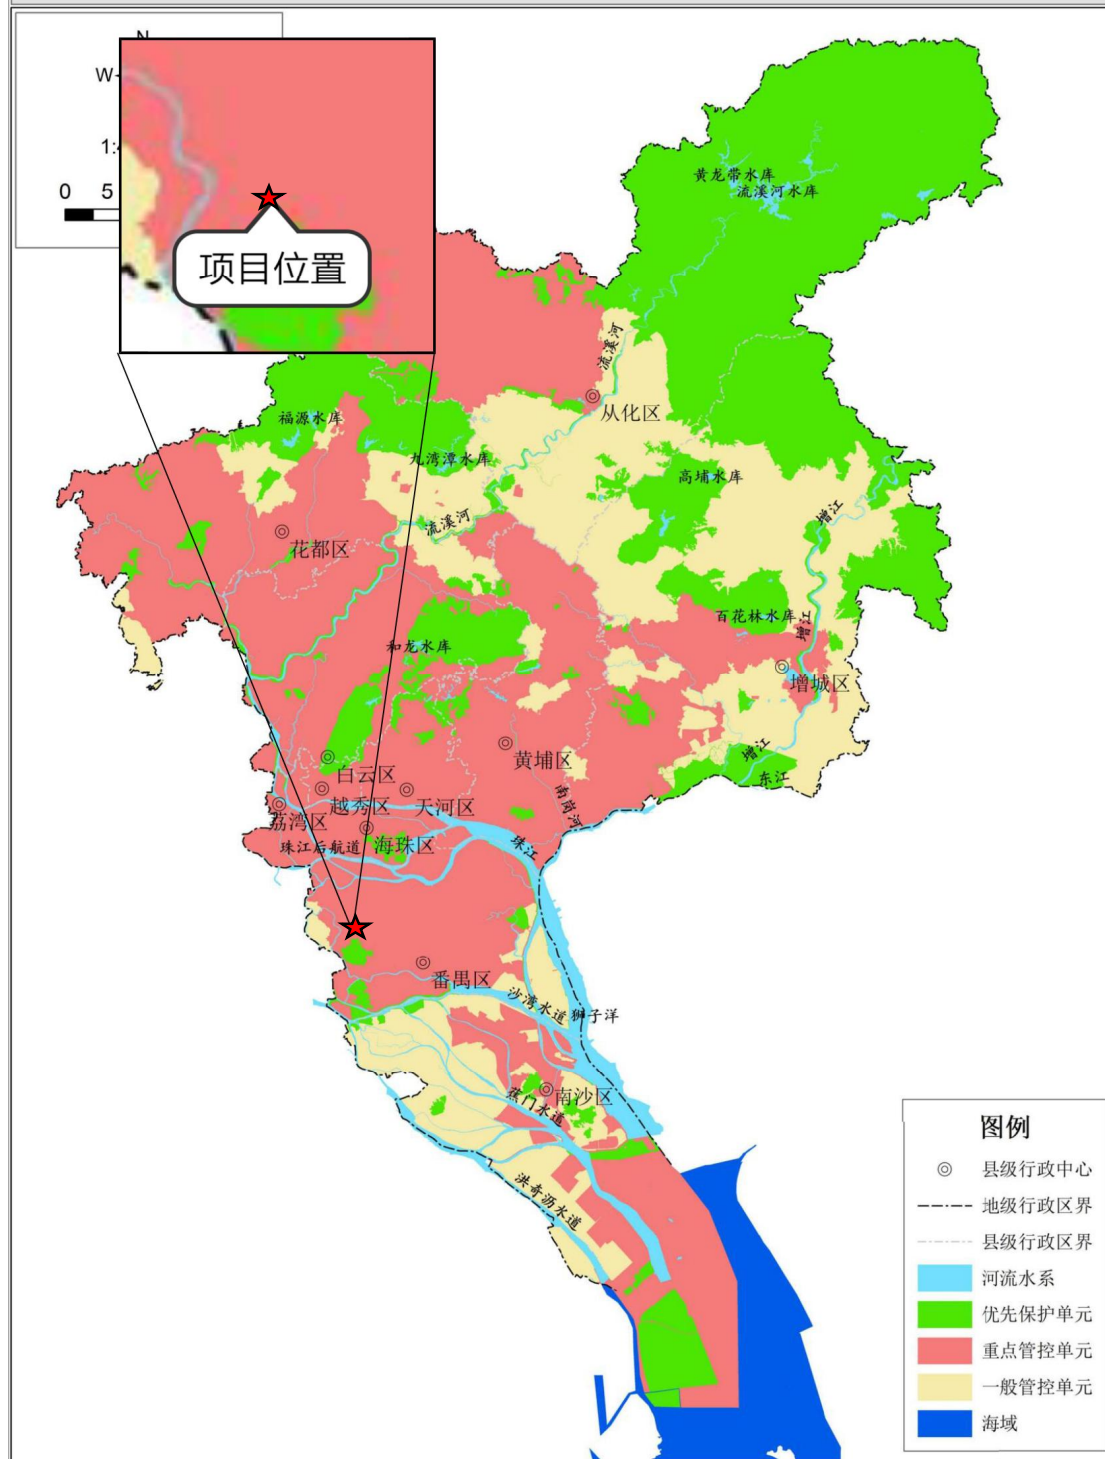 N
W
1:
0 5
项目位置
黄龙带水库
流溪河水库
流溪河
从化区
福源水库
九湾潭水库
高埔水库
增江
流溪河
花都区
百花林水库
增江
和龙水库
增城区
黄埔区
增江
东江
白云区
越秀区
天河区
南岗河
荔湾区
海珠区
珠江后航道
珠江
番禺区
沙湾水道
狮子洋
南沙区
蕉门水道
洪奇沥水道
图例
县级行政中心
地级行政区界
县级行政区界
河流水系
优先保护单元
重点管控单元
一般管控单元
海域